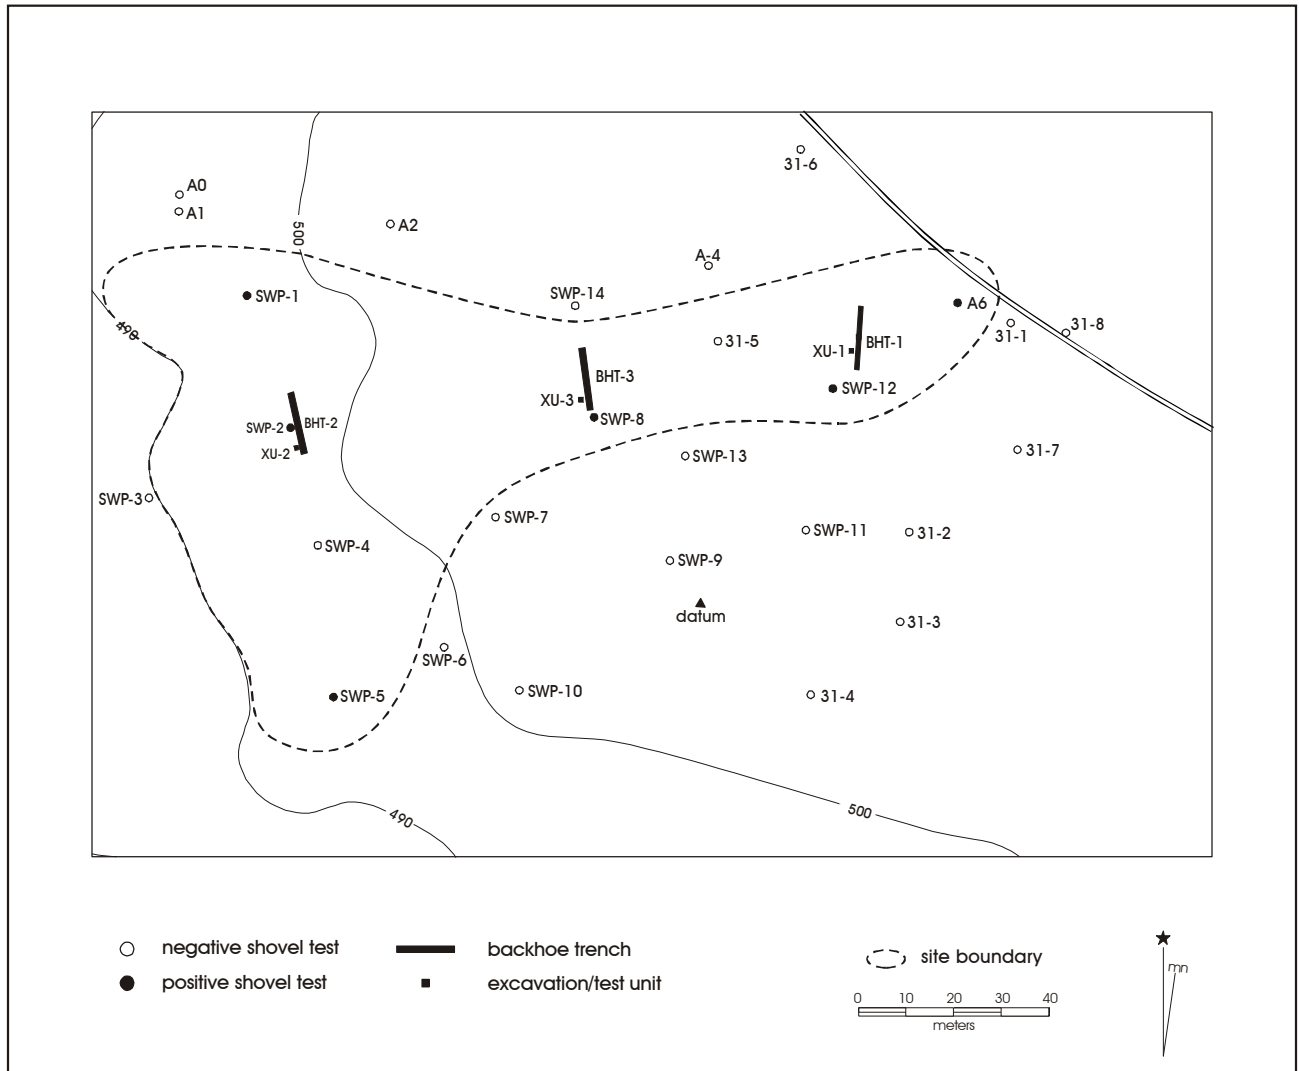 31-6
A0
A1
A2
500
A-4
SWP-14
SWP-1
A6
490
31-1
31-8
31-5
XU-1
BHT-1
BHT-3
XU-3
SWP-12
SWP-8
SWP-2
BHT-2
XU-2
SWP-13
31-7
SWP-3
SWP-7
SWP-11
31-2
SWP-4
SWP-9
datum
31-3
SWP-6
SWP-5
SWP-10
31-4
490
500
negative shovel test
backhoe trench
positive shovel test
excavation/test unit
site boundary
0 10 20 30 40
meters
mn